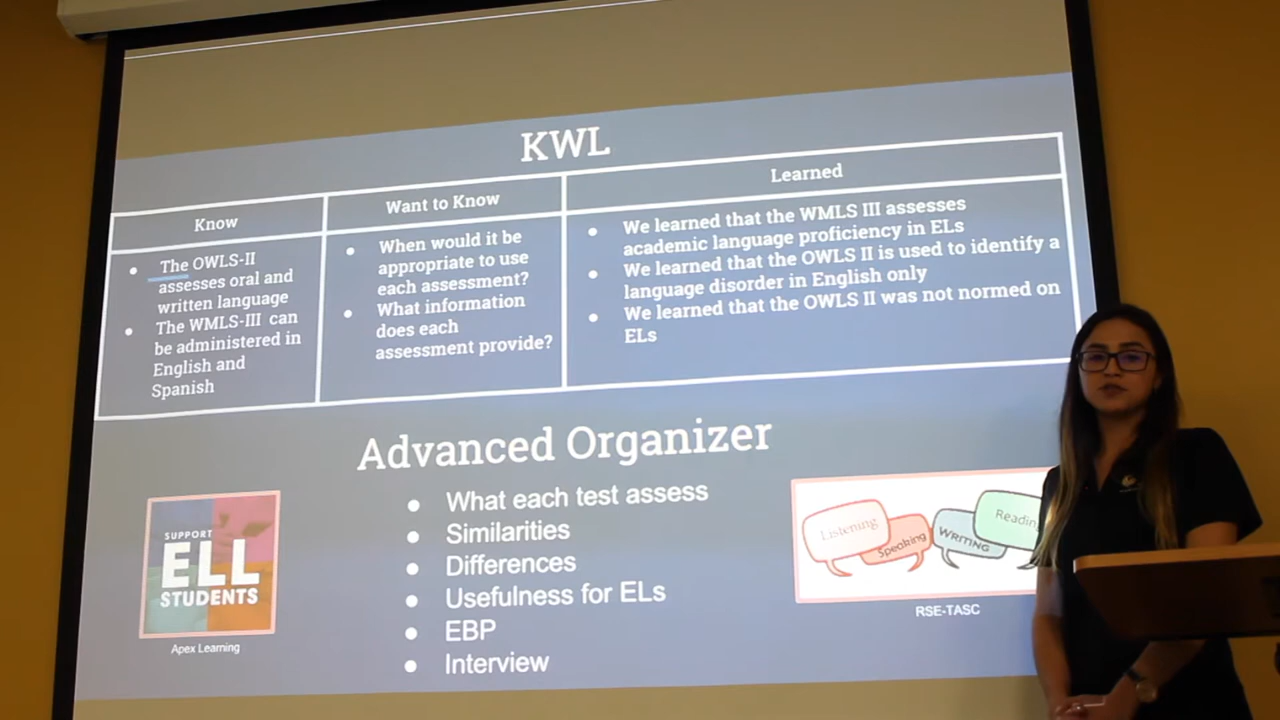 KWL
Know
Want to Know
Learned
● The OWLS-II
assesses oral and
written language
● The WMLS-III can
be administered in
English and
Spanish
● When would it be
appropriate to use
each assessment?
● What information
does each
assessment provide?
● We learned that the WMLS III assesses
academic language proficiency in ELs
● We learned that the OWLS II is used to identify a
language disorder in English only
● We learned that the OWLS II was not normed on
ELs
Advanced Organizer
● What each test assess
● Similarities
● Differences
● Usefulness for ELs
● EBP
● Interview
SUPPORT
ELL
STUDENTS
Apex Learning
Listening
Speaking
WRITING
Readin
RSE-TASC